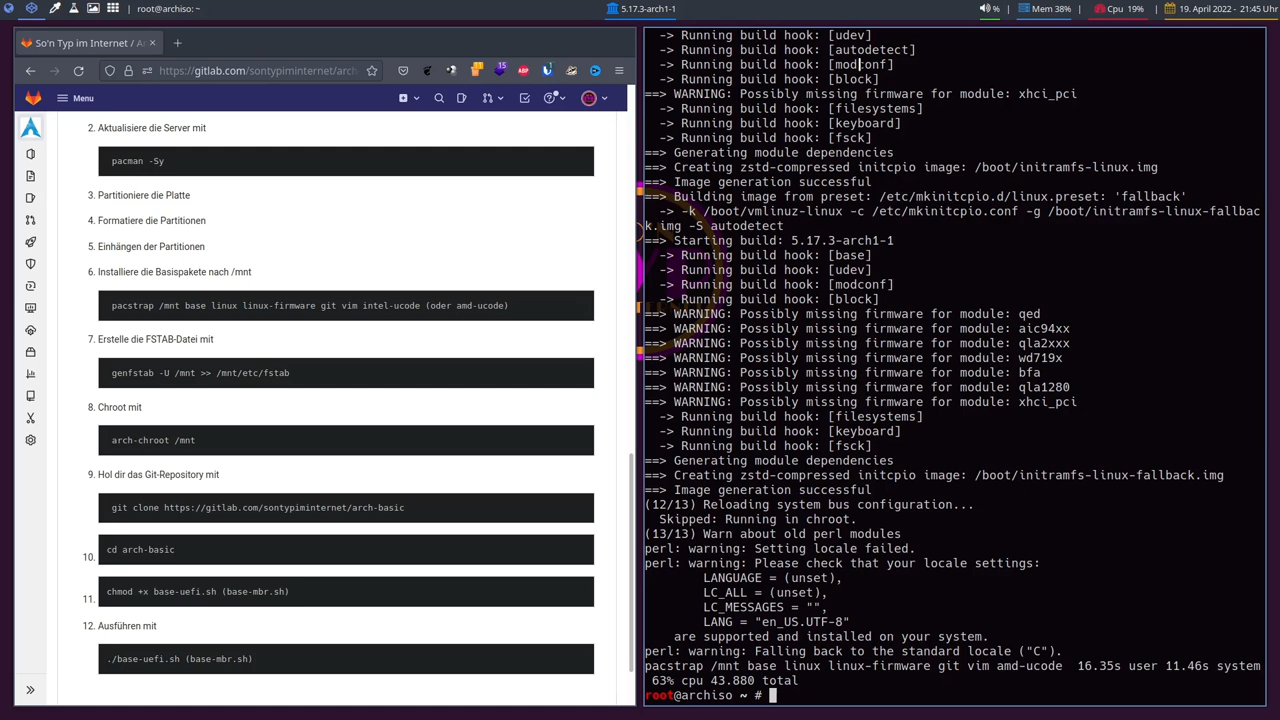 root@archiso: ~
5.17.3-arch1-1
%
Mem 38%
Cpu 19%
19. April 2022 - 21:45 Uhr
So'n Typ im Internet / Ar
https://gitlab.com/sontypiminternet/arch
15
ABP
Menu
2. Aktualisiere die Server mit
pacman -Sy
3. Partitioniere die Platte
4. Formatiere die Partitionen
5. Einhängen der Partitionen
6. Installiere die Basispakete nach /mnt
pacstrap /mnt base linux linux-firmware git vim intel-ucode (oder amd-ucode)
7. Erstelle die FSTAB-Datei mit
genfstab -U /mnt >> /mnt/etc/fstab
8. Chroot mit
arch-chroot /mnt
9. Hol dir das Git-Repository mit
git clone https://gitlab.com/sontypiminternet/arch-basic
10. cd arch-basic
11. chmod +x base-uefi.sh (base-mbr.sh)
12. Ausführen mit
./base-uefi.sh (base-mbr.sh)
-> Running build hook: [udev]
-> Running build hook: [autodetect]
-> Running build hook: [modconf]
-> Running build hook: [block]
==> WARNING: Possibly missing firmware for module: xhci_pci
-> Running build hook: [filesystems]
-> Running build hook: [keyboard]
-> Running build hook: [fsck]
==> Generating module dependencies
==> Creating zstd-compressed initcpio image: /boot/initramfs-linux.img
==> Image generation successful
==> Building image from preset: /etc/mkinitcpio.d/linux.preset: 'fallback'
-> -k /boot/vmlinuz-linux -c /etc/mkinitcpio.conf -g /boot/initramfs-linux-fallbac
k.img -S autodetect
==> Starting build: 5.17.3-arch1-1
-> Running build hook: [base]
-> Running build hook: [udev]
-> Running build hook: [modconf]
-> Running build hook: [block]
==> WARNING: Possibly missing firmware for module: qed
==> WARNING: Possibly missing firmware for module: aic94xx
==> WARNING: Possibly missing firmware for module: qla2xxx
==> WARNING: Possibly missing firmware for module: wd719x
==> WARNING: Possibly missing firmware for module: bfa
==> WARNING: Possibly missing firmware for module: qla1280
==> WARNING: Possibly missing firmware for module: xhci_pci
-> Running build hook: [filesystems]
-> Running build hook: [keyboard]
-> Running build hook: [fsck]
==> Generating module dependencies
==> Creating zstd-compressed initcpio image: /boot/initramfs-linux-fallback.img
==> Image generation successful
(12/13) Reloading system bus configuration...
Skipped: Running in chroot.
(13/13) Warn about old perl modules
perl: warning: Setting locale failed.
perl: warning: Please check that your locale settings:
LANGUAGE = (unset),
LC_ALL = (unset),
LC_MESSAGES = "",
LANG = "en_US.UTF-8"
are supported and installed on your system.
perl: warning: Falling back to the standard locale ("C").
pacstrap /mnt base linux linux-firmware git vim amd-ucode  16.35s user 11.46s system
63% cpu 43.880 total
root@archiso ~ #